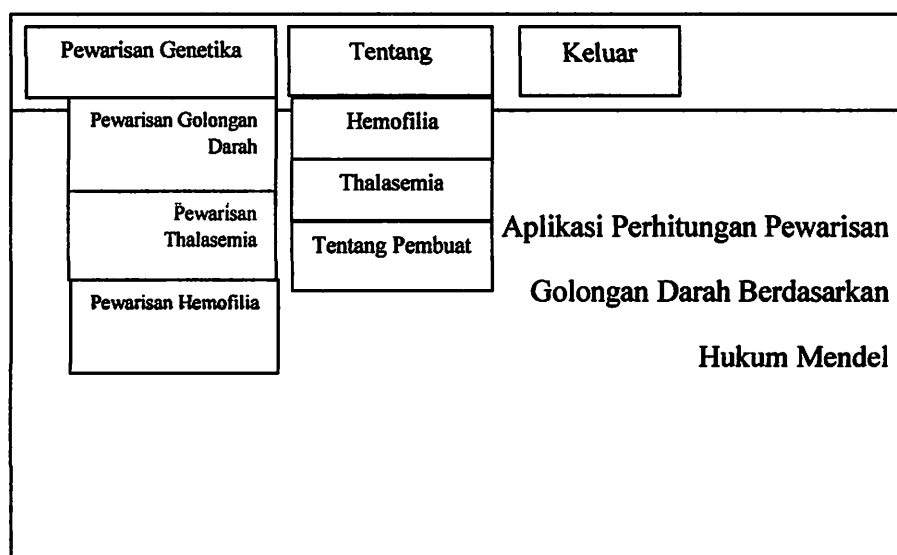 Pewarisan Genetika
Tentang
Keluar
Pewarisan Golongan
Darah
Pewarisan
Thalasemia
Pewarisan Hemofilia
Hemofilia
Thalasemia
Tentang Pembuat
Aplikasi Perhitungan Pewarisan
Golongan Darah Berdasarkan
Hukum Mendel